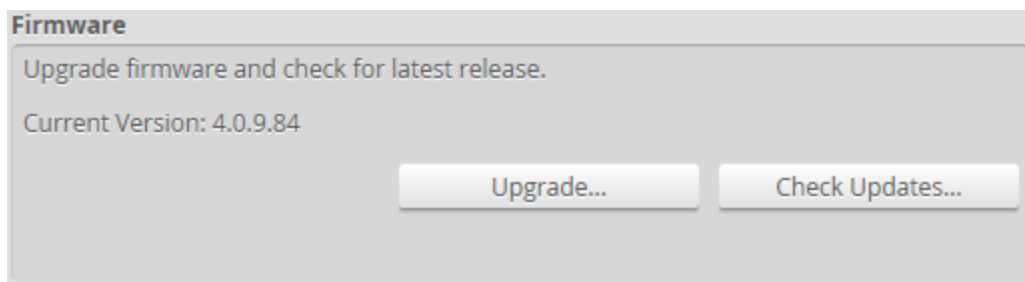 Firmware
Upgrade firmware and check for latest release.
Current Version: 4.0.9.84
Upgrade... Check Updates...